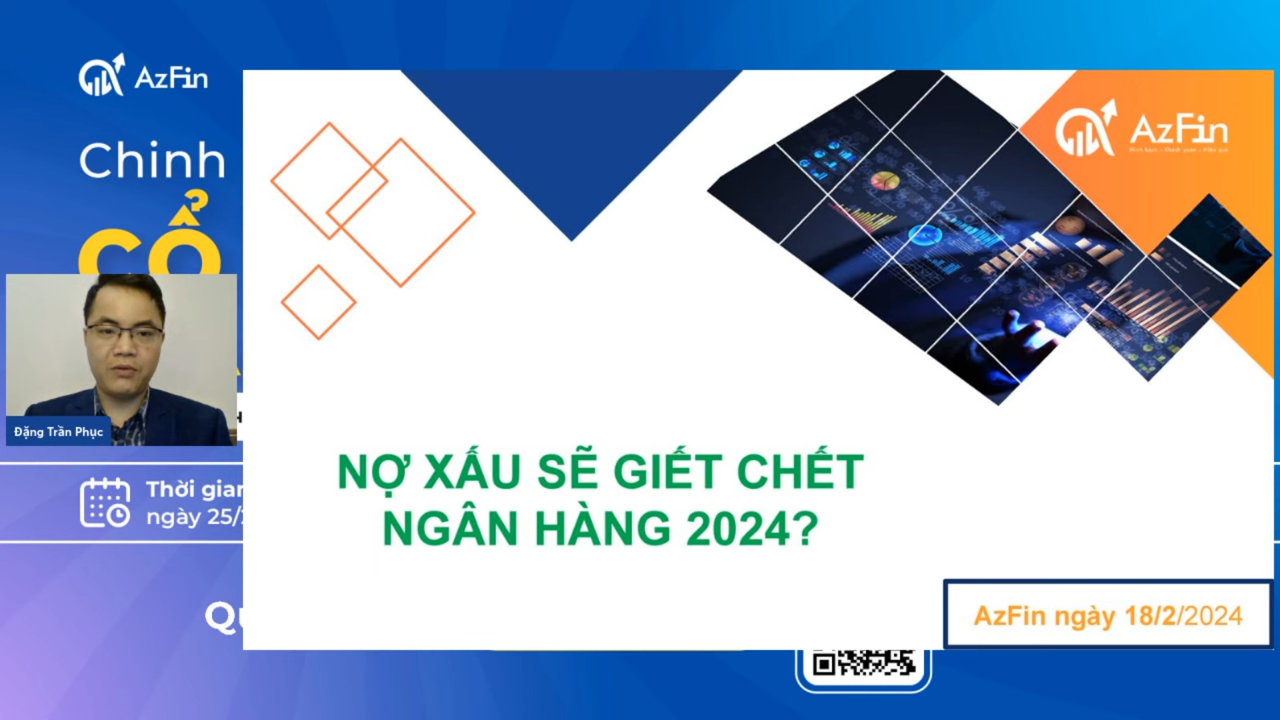 AzFin
Chinh
CỔ
Đặng Trần Phục
Thời gian
ngày 25/
Qu
AzFin
NỢ XẤU SẼ GIẾT CHẾT
NGÂN HÀNG 2024?
AzFin ngày 18/2/2024